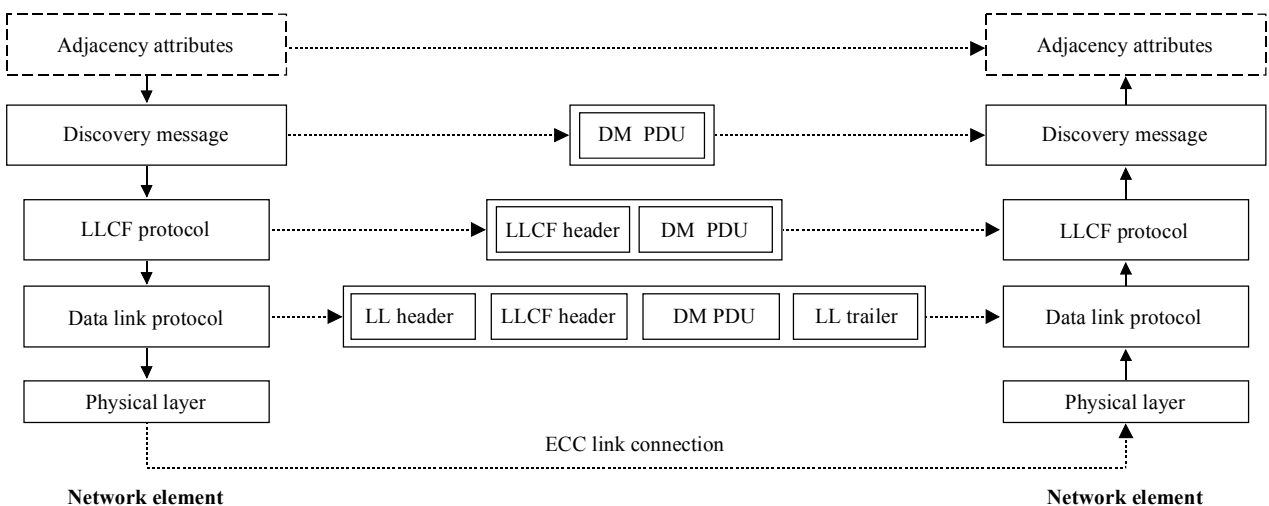 Adjacency attributes
Adjacency attributes
Discovery message
DM PDU
Discovery message
LLCF protocol
LLCF header
DM PDU
LLCF protocol
Data link protocol
LL header
LLCF header
DM PDU
LL trailer
Data link protocol
Physical layer
Physical layer
ECC link connection
Network element
Network element